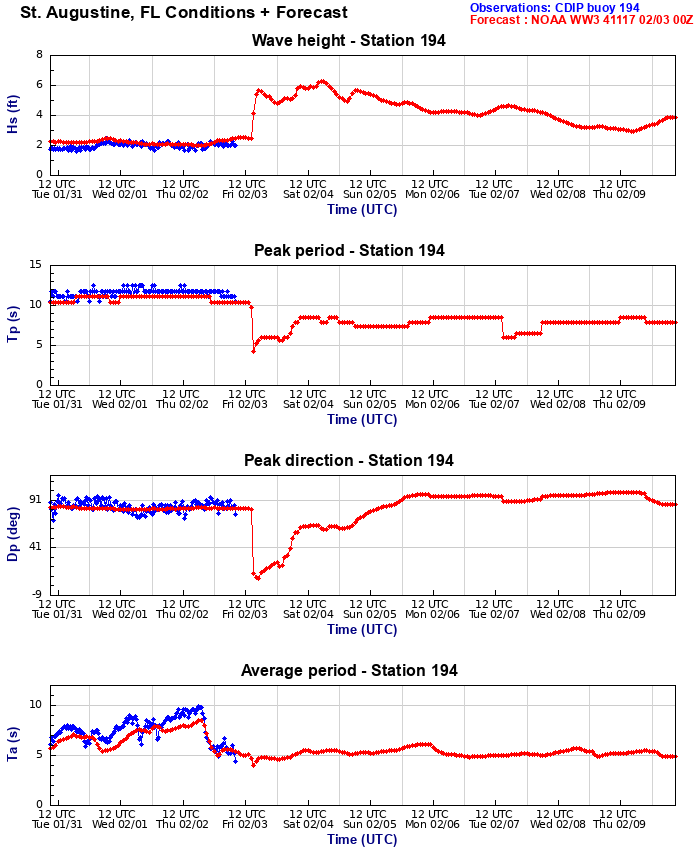 St. Augustine, FL Conditions + Forecast
Observations: CDIP buoy 194
Forecast : NOAA WW3 41117 02/03 00Z
Wave height - Station 194
Hs (ft)
8
6
4
2
0
12 UTC 12 UTC 12 UTC 12 UTC 12 UTC 12 UTC 12 UTC 12 UTC 12 UTC 12 UTC
Tue 01/31 Wed 02/01 Thu 02/02 Fri 02/03 Sat 02/04 Sun 02/05 Mon 02/06 Tue 02/07 Wed 02/08 Thu 02/09
Time (UTC)
Peak period - Station 194
Tp (s)
15
10
5
0
12 UTC 12 UTC 12 UTC 12 UTC 12 UTC 12 UTC 12 UTC 12 UTC 12 UTC 12 UTC
Tue 01/31 Wed 02/01 Thu 02/02 Fri 02/03 Sat 02/04 Sun 02/05 Mon 02/06 Tue 02/07 Wed 02/08 Thu 02/09
Time (UTC)
Peak direction - Station 194
Dp (deg)
91
41
-9
12 UTC 12 UTC 12 UTC 12 UTC 12 UTC 12 UTC 12 UTC 12 UTC 12 UTC 12 UTC
Tue 01/31 Wed 02/01 Thu 02/02 Fri 02/03 Sat 02/04 Sun 02/05 Mon 02/06 Tue 02/07 Wed 02/08 Thu 02/09
Time (UTC)
Average period - Station 194
Ta (s)
10
5
0
12 UTC 12 UTC 12 UTC 12 UTC 12 UTC 12 UTC 12 UTC 12 UTC 12 UTC 12 UTC
Tue 01/31 Wed 02/01 Thu 02/02 Fri 02/03 Sat 02/04 Sun 02/05 Mon 02/06 Tue 02/07 Wed 02/08 Thu 02/09
Time (UTC)